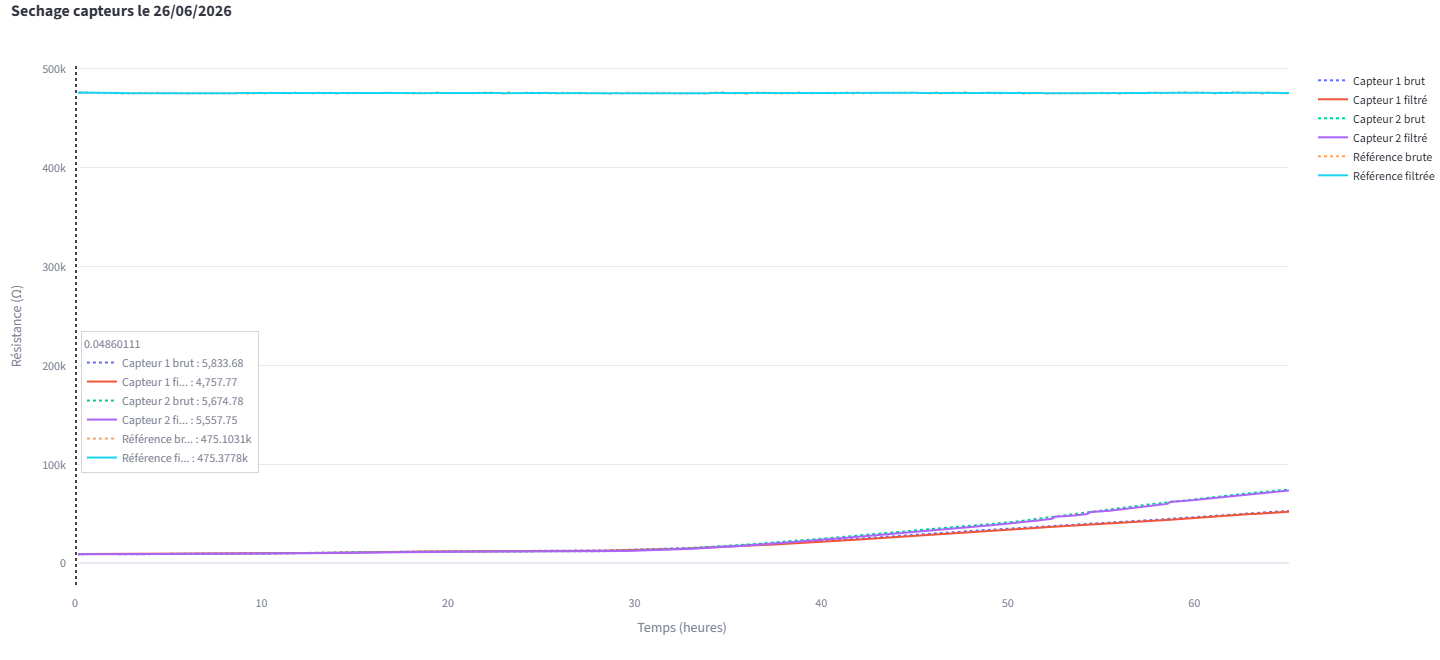 Sechage capteurs le 26/06/2026
500k
400k
300k
200k
100k
0
Résistance (Ω)
0
10
20
30
40
50
60
Temps (heures)
0.04860111
Capteur 1 brut : 5,833.68
Capteur 1 fi... : 4,757.77
Capteur 2 brut : 5,674.78
Capteur 2 fi... : 5,557.75
Référence br... : 475.1031k
Référence fi... : 475.3778k
Capteur 1 brut
Capteur 1 filtré
Capteur 2 brut
Capteur 2 filtré
Référence brute
Référence filtrée